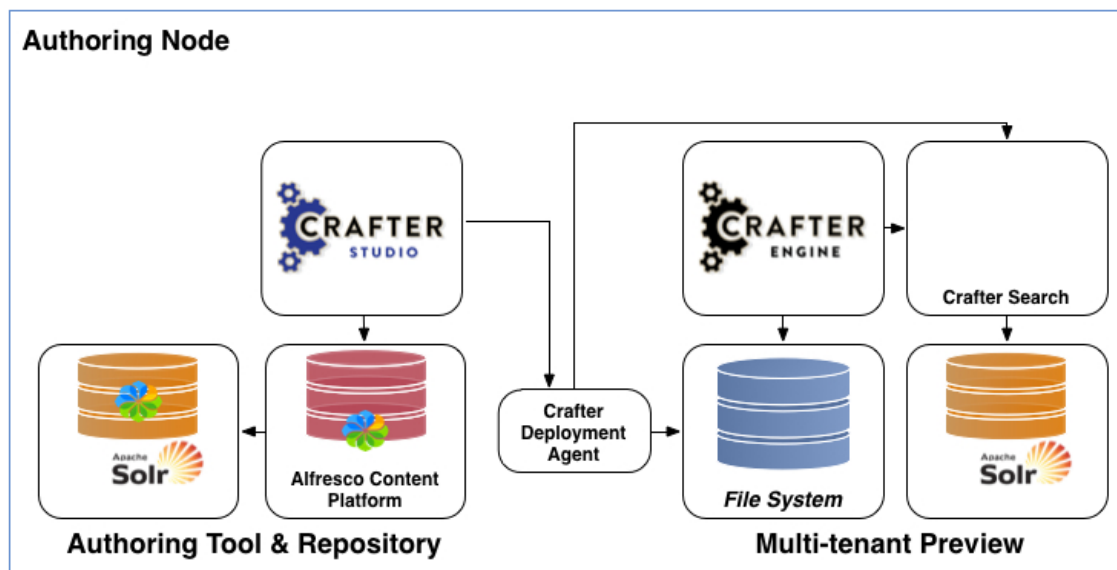 Authoring Node
CRAFTER
STUDIO
CRAFTER
ENGINE
Crafter Search
Apache
Solr
Alfresco Content
Platform
Crafter
Deployment
Agent
File System
Apache
Solr
Authoring Tool & Repository
Multi-tenant Preview